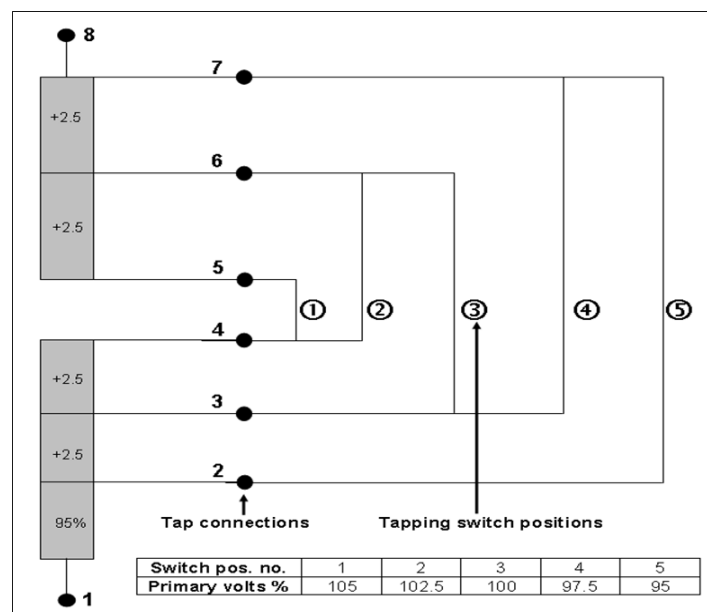 8
7
+2.5
6
+2.5
5
① ② ③ ④ ⑤
4
+2.5
3
+2.5
2
95%
Tap connections
Tapping switch positions
Switch pos. no. 1 2 3 4 5
Primary volts % 105 102.5 100 97.5 95
1